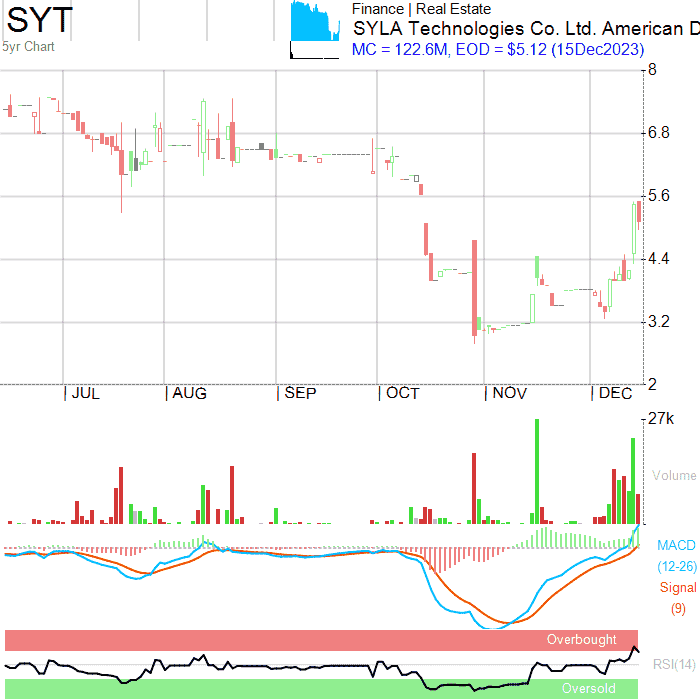 SYT
Finance | Real Estate
SYLA Technologies Co. Ltd. American D
5yr Chart
MC = 122.6M, EOD = $5.12 (15Dec2023)
8
6.8
5.6
4.4
3.2
2
JUL AUG SEP OCT NOV DEC
27k
Volume
MACD
(12-26)
Signal
(9)
Overbought
RSI(14)
Oversold